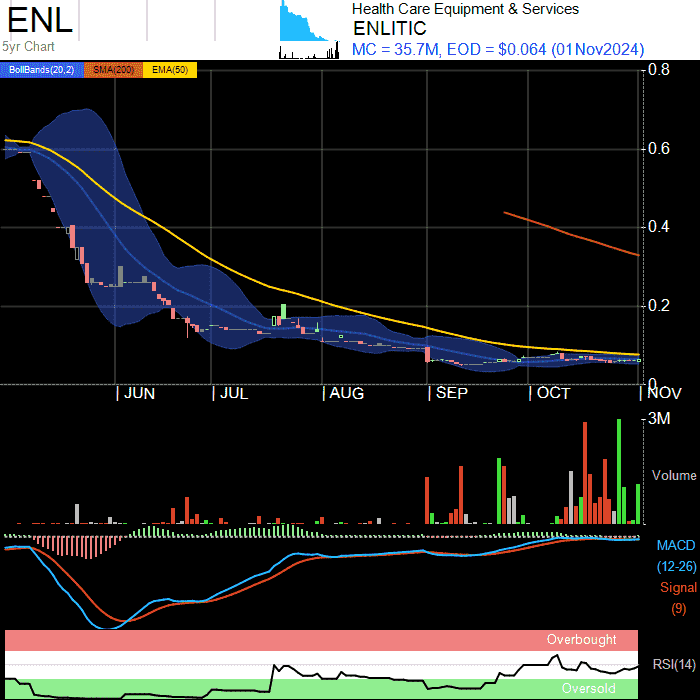 ENL
5yr Chart
Health Care Equipment & Services
ENLITIC
MC = 35.7M, EOD = $0.064 (01Nov2024)
BollBands(20,2) SMA(200) EMA(50)
0.8
0.6
0.4
0.2
0
| JUN | JUL | AUG | SEP | OCT | NOV
3M
Volume
MACD
(12-26)
Signal
(9)
Overbought
RSI(14)
Oversold